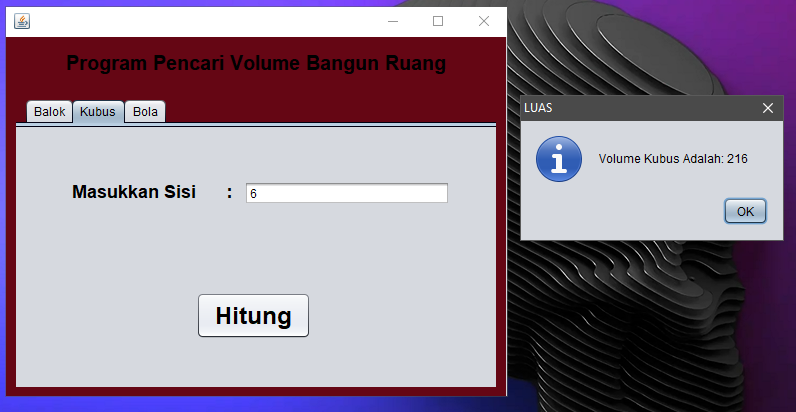 Program Pencari Volume Bangun Ruang
Balok Kubus Bola
Masukkan Sisi : 6
Hitung
LUAS
Volume Kubus Adalah: 216
OK